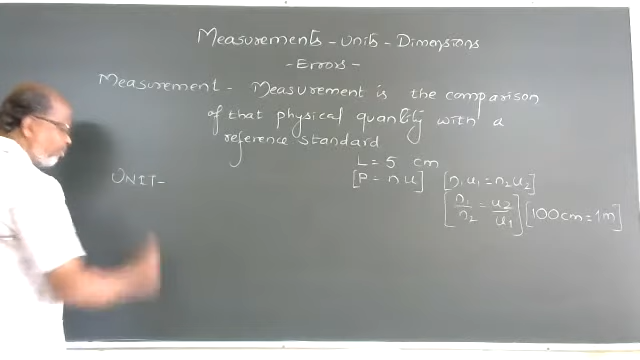 Measurements - Units - Dimensions
- Errors -
Measurement - Measurement is the comparison
of that physical quantity with a
reference standard
L = 5 cm
UNIT - [P = n u] [n₁u₁ = n₂u₂]
[n₁/n₂ = u₂/u₁] [100cm = 1m]